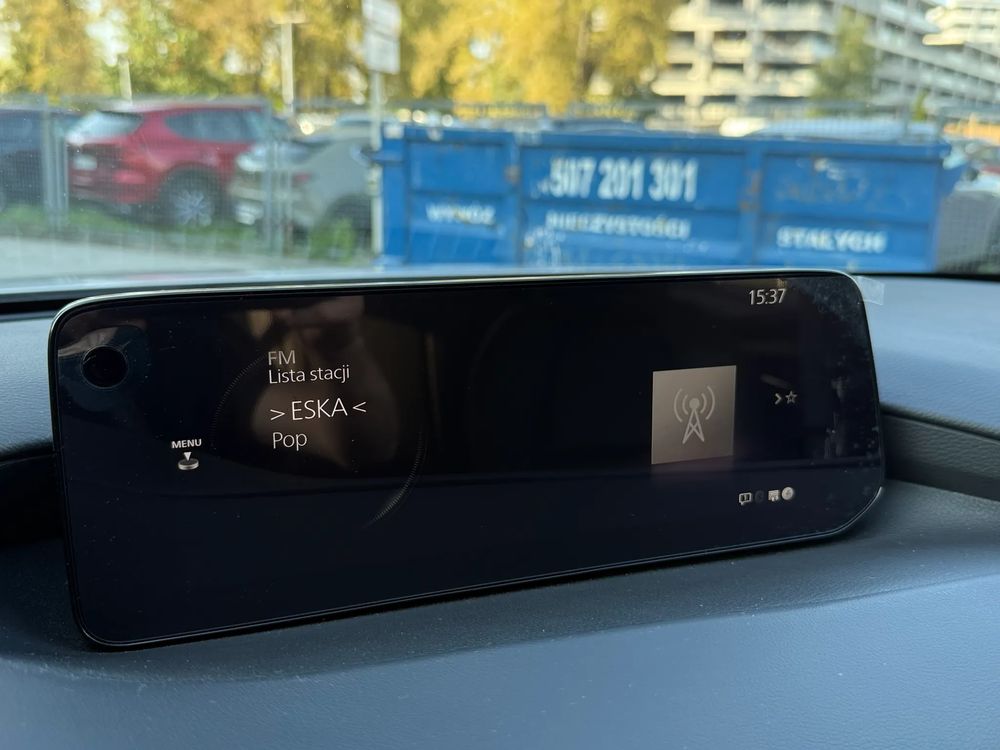 507 201 301
WYWÓZ
NIECZYSTOŚCI
STAŁYCH
15:37
FM
Lista stacji
> ESKA <
Pop
MENU